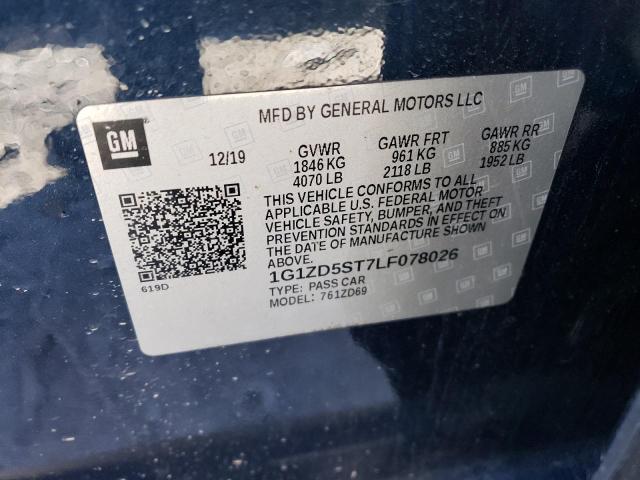 MFD BY GENERAL MOTORS LLC
GM
12/19
GVWR GAWR FRT GAWR RR
1846 KG 961 KG 885 KG
4070 LB 2118 LB 1952 LB
THIS VEHICLE CONFORMS TO ALL
APPLICABLE U.S. FEDERAL MOTOR
VEHICLE SAFETY, BUMPER, AND THEFT
PREVENTION STANDARDS IN EFFECT ON
THE DATE OF MANUFACTURE SHOWN
ABOVE.
1G1ZD5ST7LF078026
619D
TYPE: PASS CAR
MODEL: 761ZD69